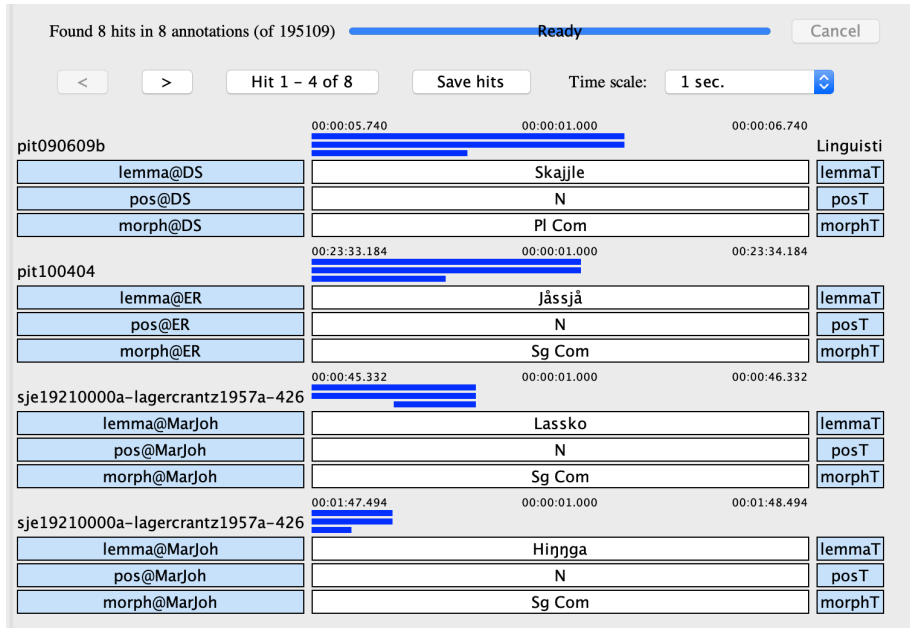 Found 8 hits in 8 annotations (of 195109) Ready Cancel
< > Hit 1 – 4 of 8 Save hits Time scale: 1 sec.
00:00:05.740 00:00:01.000 00:00:06.740
pit090609b Linguisti
lemma@DS Skajjle lemmaT
pos@DS N posT
morph@DS Pl Com morphT
00:23:33.184 00:00:01.000 00:23:34.184
pit100404
lemma@ER Jåssjå lemmaT
pos@ER N posT
morph@ER Sg Com morphT
00:00:45.332 00:00:01.000 00:00:46.332
sje19210000a-lagercrantz1957a-426
lemma@MarJoh Lassko lemmaT
pos@MarJoh N posT
morph@MarJoh Sg Com morphT
00:01:47.494 00:00:01.000 00:01:48.494
sje19210000a-lagercrantz1957a-426
lemma@MarJoh Hiŋŋga lemmaT
pos@MarJoh N posT
morph@MarJoh Sg Com morphT